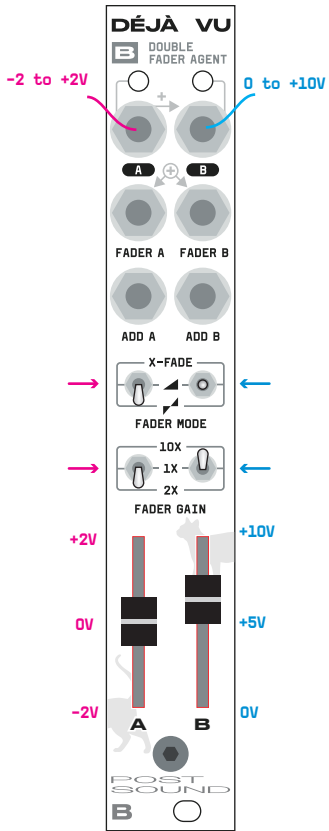 DÉJÀ VU
B DOUBLE
FADER AGENT
-2 to +2V
0 to +10V
+
A B
FADER A FADER B
ADD A ADD B
X-FADE
FADER MODE
10X
1X
2X
FADER GAIN
+2V +10V
0V +5V
-2V 0V
A B
POST
SOUND
B